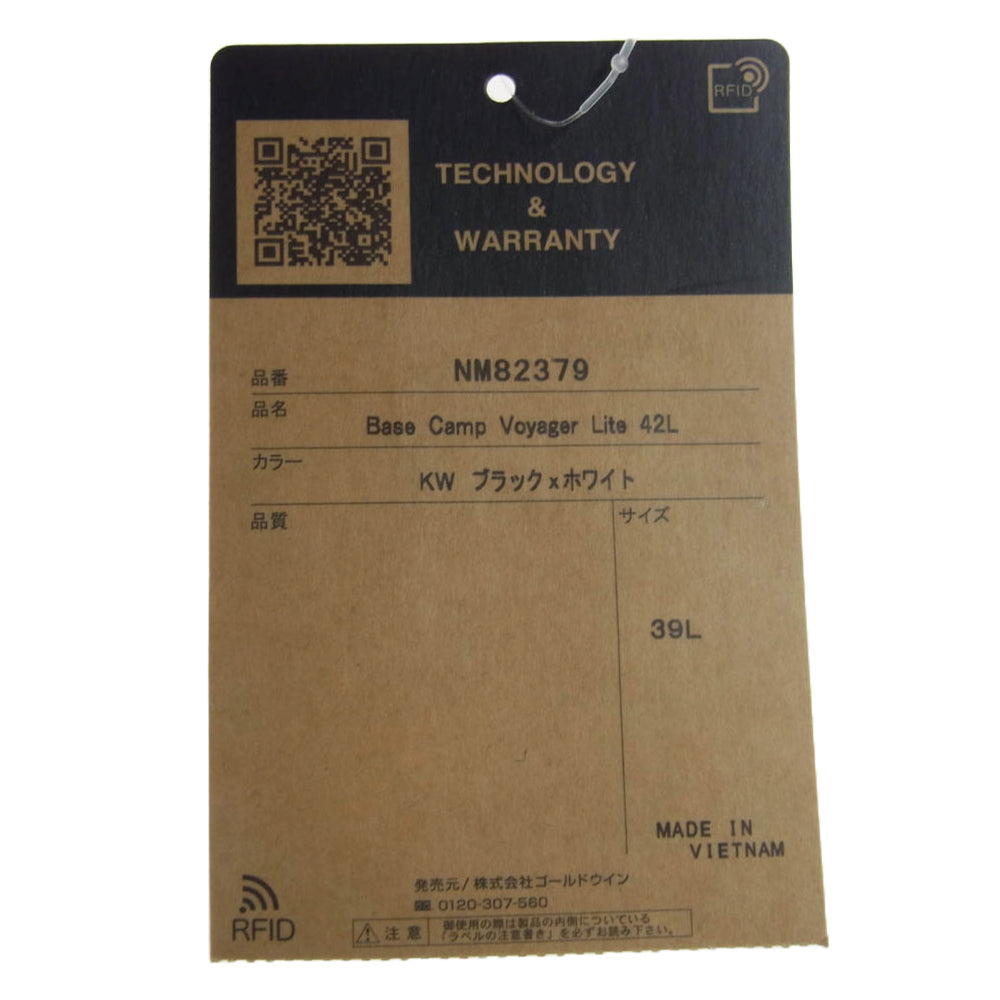 RFID
TECHNOLOGY
&
WARRANTY
品番 NM82379
品名 Base Camp Voyager Lite 42L
カラー KW ブラックxホワイト
品質
サイズ
39L
MADE IN
VIETNAM
発売元/株式会社ゴールドウイン
0120-307-560
RFID
注意
御使用の際は製品の内側についている
「ラベルの注意書き」を必ずお読み下さい。